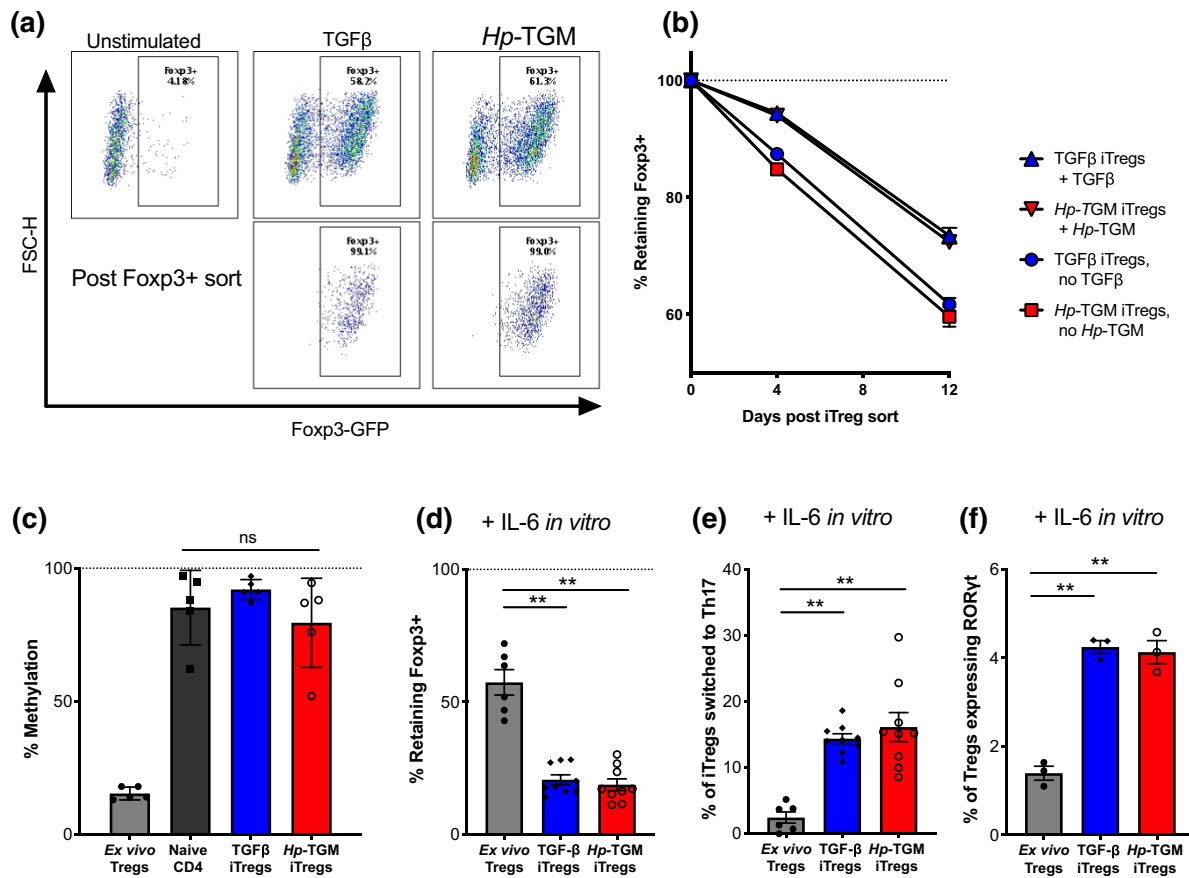 (a)
Unstimulated
TGFβ
Hp-TGM
Foxp3+
4.18%
Foxp3+
58.2%
Foxp3+
61.3%
Post Foxp3+ sort
Foxp3+
99.1%
Foxp3+
99.0%
FSC-H
Foxp3-GFP
(b)
% Retaining Foxp3+
100
80
60
0
4
8
12
Days post iTreg sort
TGFβ iTregs
+ TGFβ
Hp-TGM iTregs
+ Hp-TGM
TGFβ iTregs,
no TGFβ
Hp-TGM iTregs,
no Hp-TGM
(c)
ns
% Methylation
100
50
0
Ex vivo
Tregs
Naive
CD4
TGFβ
iTregs
Hp-TGM
iTregs
(d)
+ IL-6 in vitro
% Retaining Foxp3+
100
50
0
**
**
Ex vivo
Tregs
TGF-β
iTregs
Hp-TGM
iTregs
(e)
+ IL-6 in vitro
% of iTregs switched to Th17
40
30
20
10
0
**
**
Ex vivo
Tregs
TGF-β
iTregs
Hp-TGM
iTregs
(f)
+ IL-6 in vitro
% of Tregs expressing RORγt
6
4
2
0
**
**
Ex vivo
Tregs
TGF-β
iTregs
Hp-TGM
iTregs